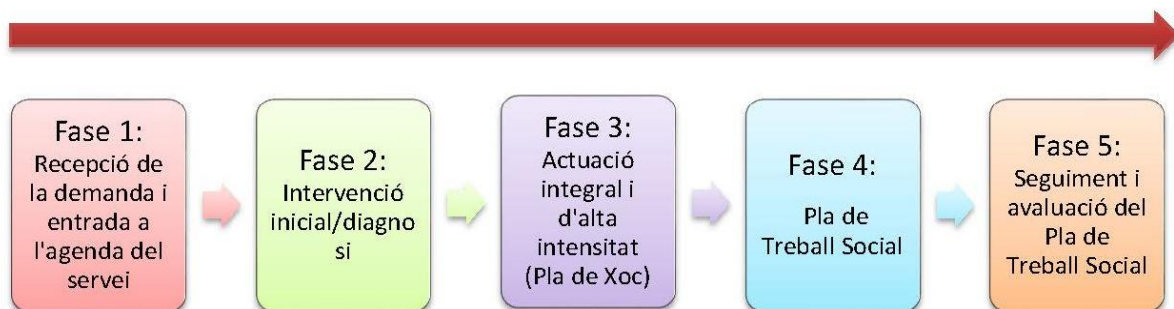 Fase 1:
Recepció de
la demanda i
entrada a
l'agenda del
servei
Fase 2:
Intervenció
inicial/diagno
si
Fase 3:
Actuació
integral i
d'alta
intensitat
(Pla de Xoc)
Fase 4:
Pla de
Treball Social
Fase 5:
Seguiment i
avaluació del
Pla de
Treball Social